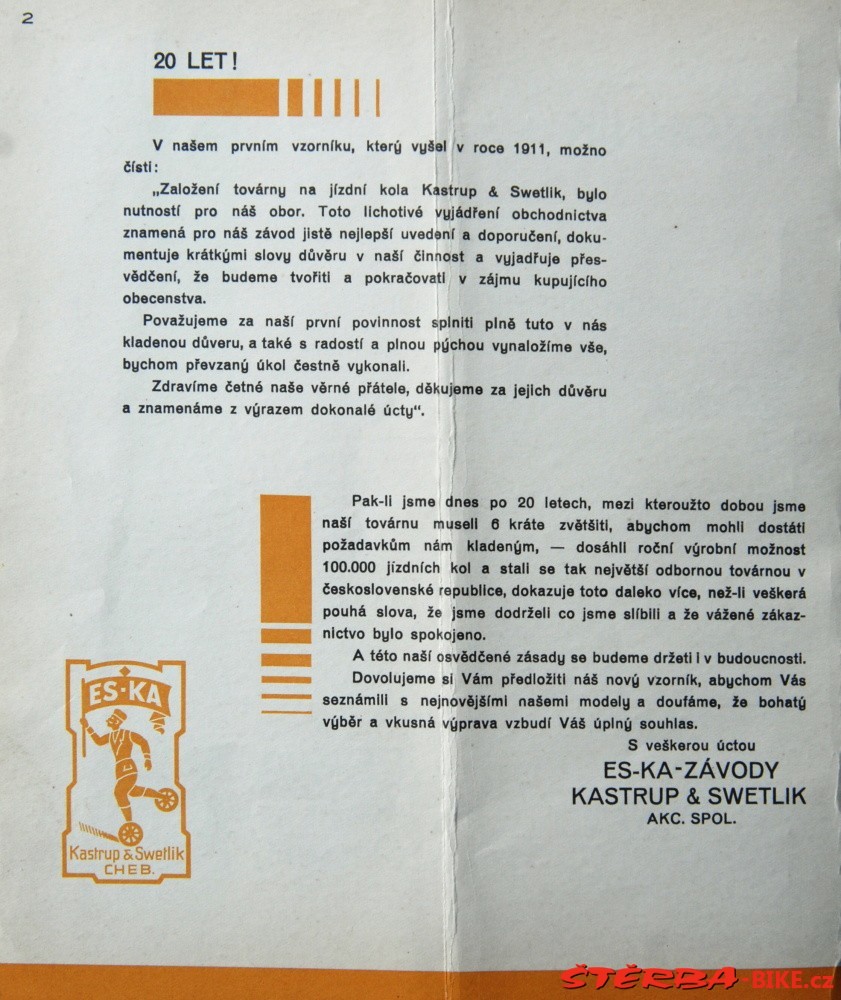 2
20 LET!
V našem prvním vzorníku, který vyšel v roce 1911, možno
čísti:
„Založení továrny na jízdní kola Kastrup & Swetlik, bylo
nutností pro náš obor. Toto lichotivé vyjádření obchodnictva
znamená pro náš závod jistě nejlepší uvedení a doporučení, doku-
mentuje krátkými slovy důvěru v naší činnost a vyjadřuje přes-
vědčení, že budeme tvořiti a pokračovati v zájmu kupujícího
obecenstva.
Považujeme za naší první povinnost splniti plně tuto v nás
kladenou důveru, a také s radostí a plnou pýchou vynaložíme vše,
bychom převzaný úkol čestně vykonali.
Zdravíme četné naše věrné přátele, děkujeme za jejich důvěru
a znamenáme z výrazem dokonalé úcty“.
Pak-li jsme dnes po 20 letech, mezi kteroužto dobou jsme
naší továrnu museli 6 kráte zvětšiti, abychom mohli dostáti
požadavkům nám kladeným, — dosáhli roční výrobní možnost
100.000 jízdních kol a stali se tak největší odbornou továrnou v
československé republice, dokazuje toto daleko více, než-li veškerá
pouhá slova, že jsme dodrželi co jsme slíbili a že vážené zákaz-
nictvo bylo spokojeno.
A této naší osvědčené zásady se budeme držeti i v budoucnosti.
Dovolujeme si Vám předložiti náš nový vzorník, abychom Vás
seznámili s nejnovějšími našemi modely a doufáme, že bohatý
výběr a vkusná výprava vzbudí Váš úplný souhlas.
S veškerou úctou
ES-KA-ZÁVODY
KASTRUP & SWETLIK
AKC. SPOL.
ES-KA
Kastrup & Swetlik
CHEB.
ŠTĚRBA-BIKE.cz